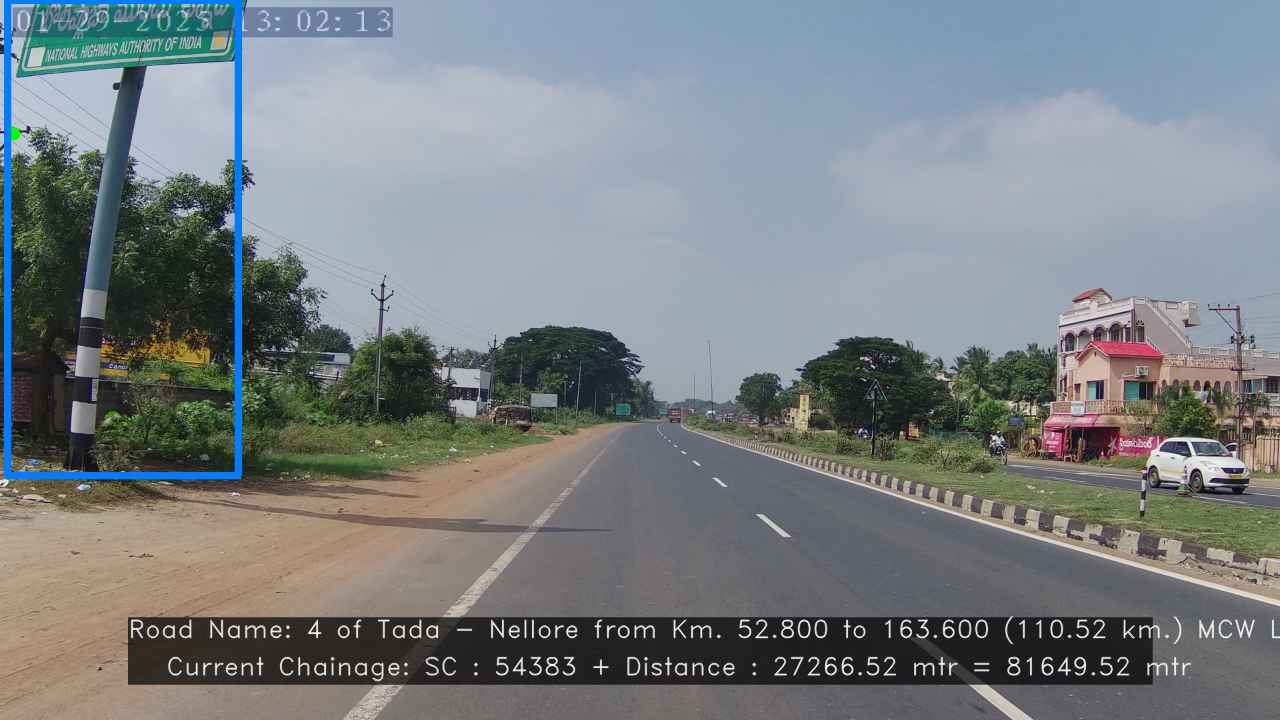 01-29-2023 13:02:13
NATIONAL HIGHWAYS AUTHORITY OF INDIA
Road Name: 4 of Tada - Nellore from Km. 52.800 to 163.600 (110.52 km.) MCW L
Current Chainage: SC : 54383 + Distance : 27266.52 mtr = 81649.52 mtr